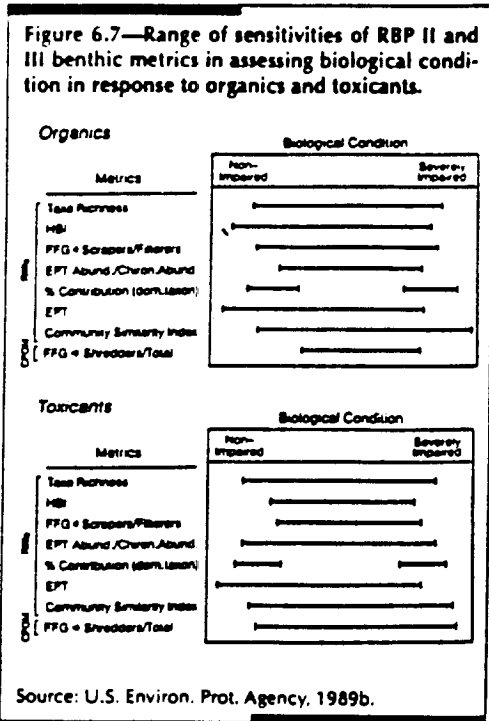 Figure 6.7—Range of sensitivities of RBP II and
III benthic metrics in assessing biological condi-
tion in response to organics and toxicants.
Organics
Biological Condition
Metrics
Non-
Impaired
Severely
Impaired
Taxa Richness
HBI
FFG • Scrapers/Filterers
EPT Abund./Chiron.Abund.
% Contribution (dom.taxon)
EPT
Community Similarity Index
FFG • Shredders/Total
CPOM
Toxicants
Biological Condition
Metrics
Non-
Impaired
Severely
Impaired
Taxa Richness
HBI
FFG • Scrapers/Filterers
EPT Abund./Chiron.Abund.
% Contribution (dom.taxon)
EPT
Community Similarity Index
FFG • Shredders/Total
CPOM
Source: U.S. Environ. Prot. Agency, 1989b.